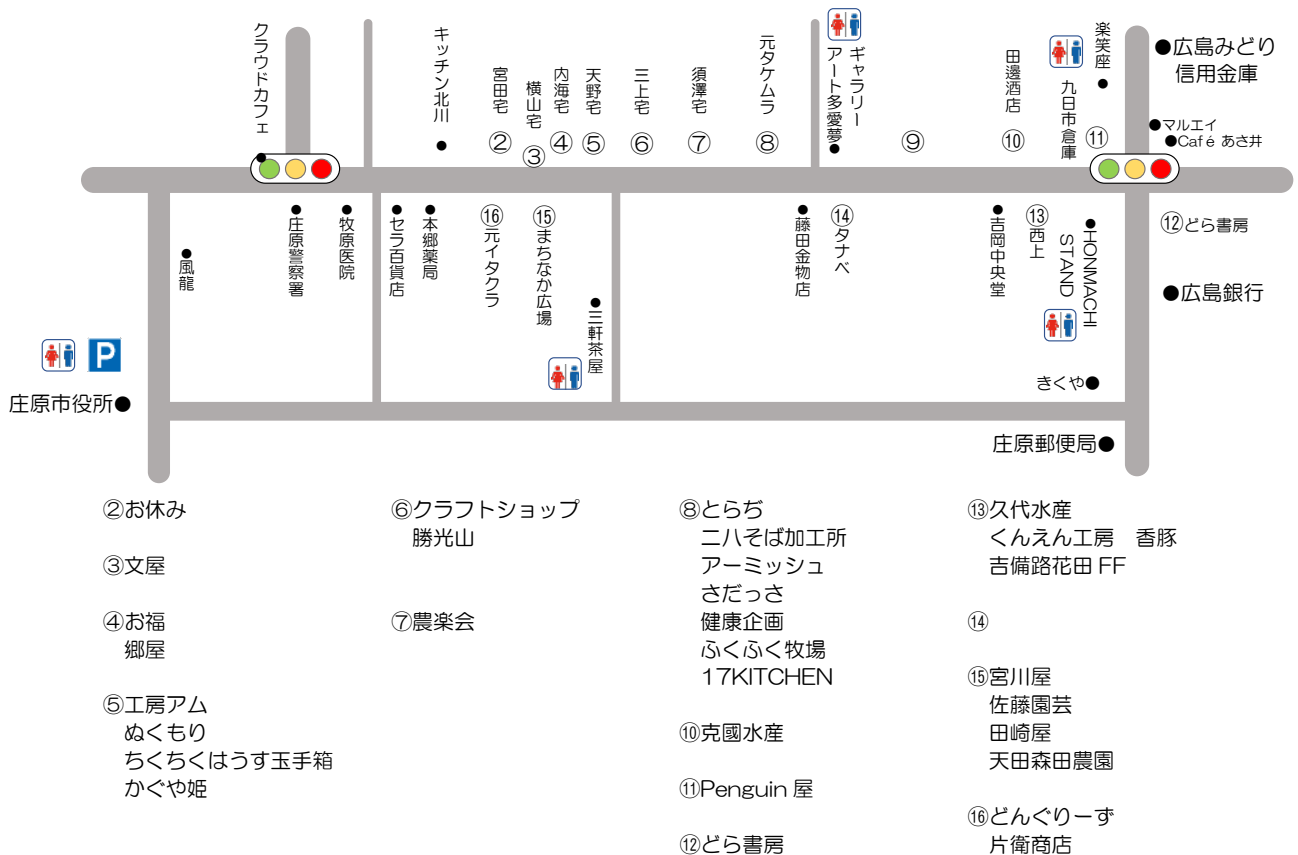 クラウドカフェ
キッチン北川
宮田宅
②
横山宅
③
内海宅
④
天野宅
⑤
三上宅
⑥
須澤宅
⑦
元タケムラ
⑧
ギャラリー
アート多愛夢
⑨
田邊酒店
⑩
九日市倉庫
楽笑座
⑪
広島みどり
信用金庫
マルエイ
Café あさ井
風龍
庄原警察署
牧原医院
セラ百貨店
本郷薬局
⑯元イタクラ
⑮まちなか広場
三軒茶屋
藤田金物店
⑭タナベ
吉岡中央堂
⑬西上
HONMACHI
STAND
⑫どら書房
広島銀行
きくや
P
庄原市役所
庄原郵便局
②お休み
③文屋
④お福
郷屋
⑤工房アム
ぬくもり
ちくちくはうす玉手箱
かぐや姫
⑥クラフトショップ
勝光山
⑦農楽会
⑧とらぢ
二八そば加工所
アーミッシュ
さだっさ
健康企画
ふくふく牧場
17KITCHEN
⑩克國水産
⑪Penguin 屋
⑫どら書房
⑬久代水産
くんえん工房　香豚
吉備路花田 FF
⑭
⑮宮川屋
佐藤園芸
田崎屋
天田森田農園
⑯どんぐりーず
片衛商店